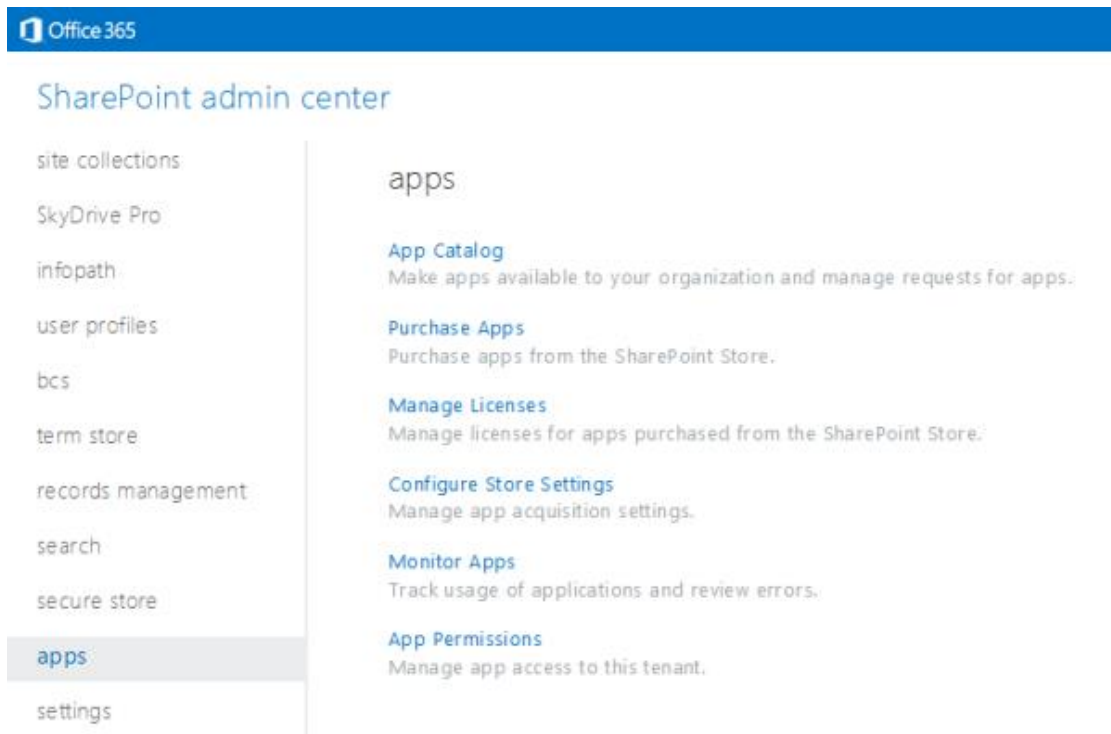 Office 365
SharePoint admin center
site collections
SkyDrive Pro
infopath
user profiles
bcs
term store
records management
search
secure store
apps
settings
apps
App Catalog
Make apps available to your organization and manage requests for apps.
Purchase Apps
Purchase apps from the SharePoint Store.
Manage Licenses
Manage licenses for apps purchased from the SharePoint Store.
Configure Store Settings
Manage app acquisition settings.
Monitor Apps
Track usage of applications and review errors.
App Permissions
Manage app access to this tenant.